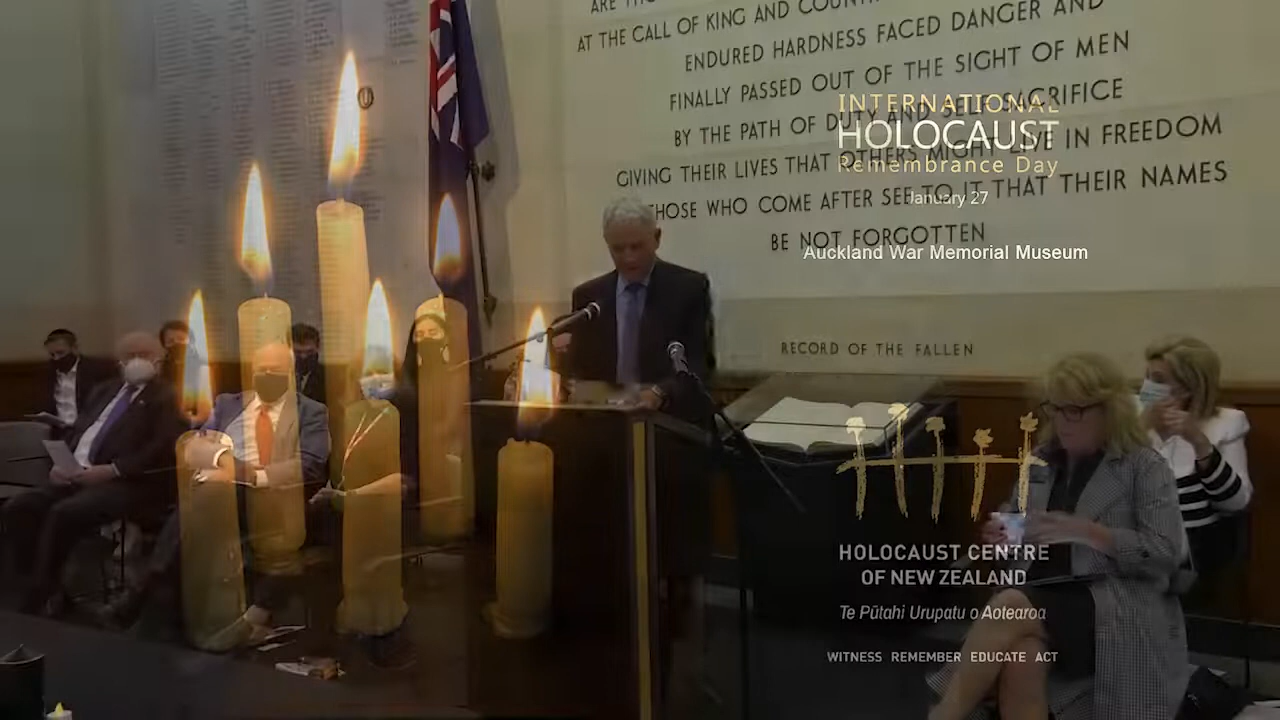 AT THE CALL OF KING AND
ENDURED HARDNESS FACED DANGER AND
FINALLY PASSED OUT OF THE SIGHT OF MEN
BY THE PATH OF DUTY AND SELF-SACRIFICE
GIVING THEIR LIVES THAT OTHERS MIGHT LIVE IN FREEDOM
THOSE WHO COME AFTER SEE TO IT THAT THEIR NAMES
BE NOT FORGOTTEN
INTERNATIONAL
HOLOCAUST
Remembrance Day
January 27
Auckland War Memorial Museum
RECORD OF THE FALLEN
HOLOCAUST CENTRE
OF NEW ZEALAND
Te Pūtahi Urupatu o Aotearoa
WITNESS REMEMBER EDUCATE ACT